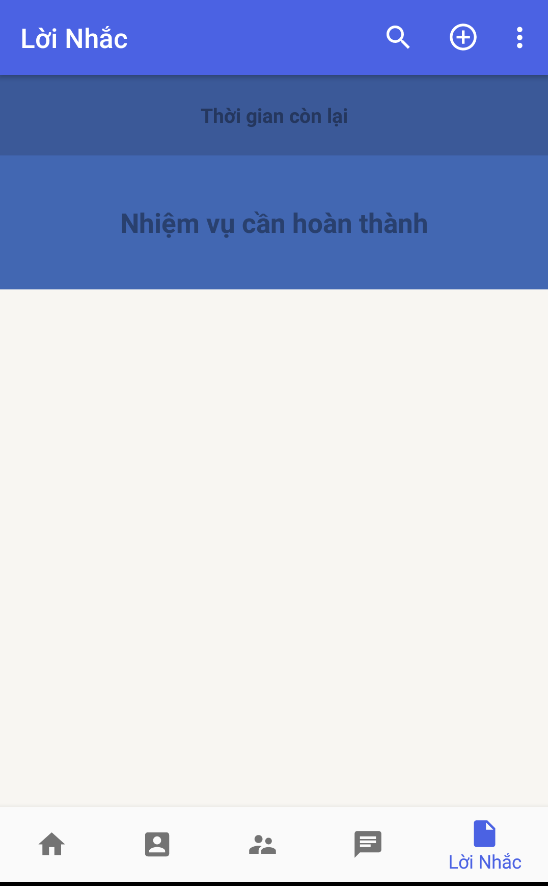 Lời Nhắc
Thời gian còn lại
Nhiệm vụ cần hoàn thành
Lời Nhắc